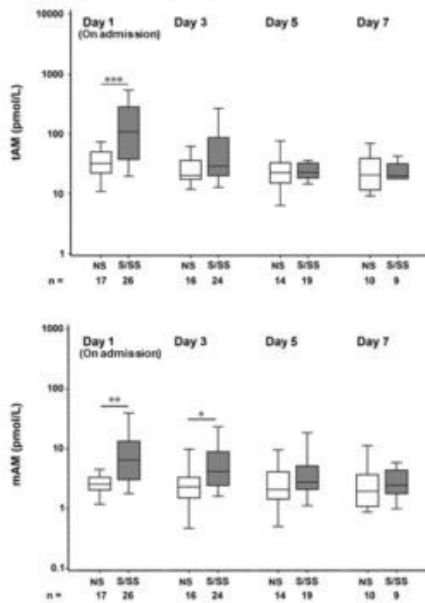 Day 1 Day 3 Day 5 Day 7
(On admission)
10000
1000
100
10
1
tAM (pmol/L)
***
NS S/SS NS S/SS NS S/SS NS S/SS
n = 17 26 16 24 14 19 10 9
Day 1 Day 3 Day 5 Day 7
(On admission)
1000
100
10
1
0.1
mAM (pmol/L)
**
*
NS S/SS NS S/SS NS S/SS NS S/SS
n = 17 26 16 24 14 19 10 9